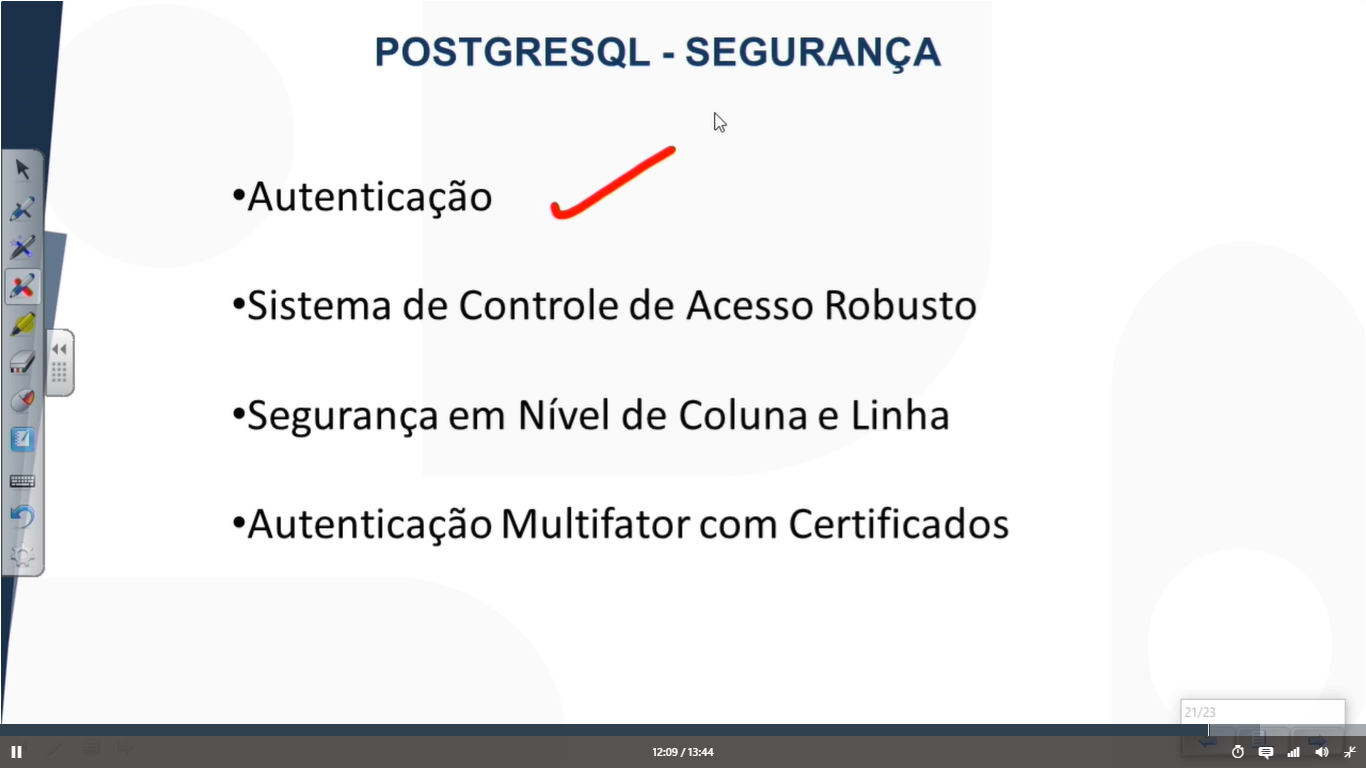 POSTGRESQL - SEGURANÇA
•Autenticação
•Sistema de Controle de Acesso Robusto
•Segurança em Nível de Coluna e Linha
•Autenticação Multifator com Certificados
21/23
12:09 / 13:44